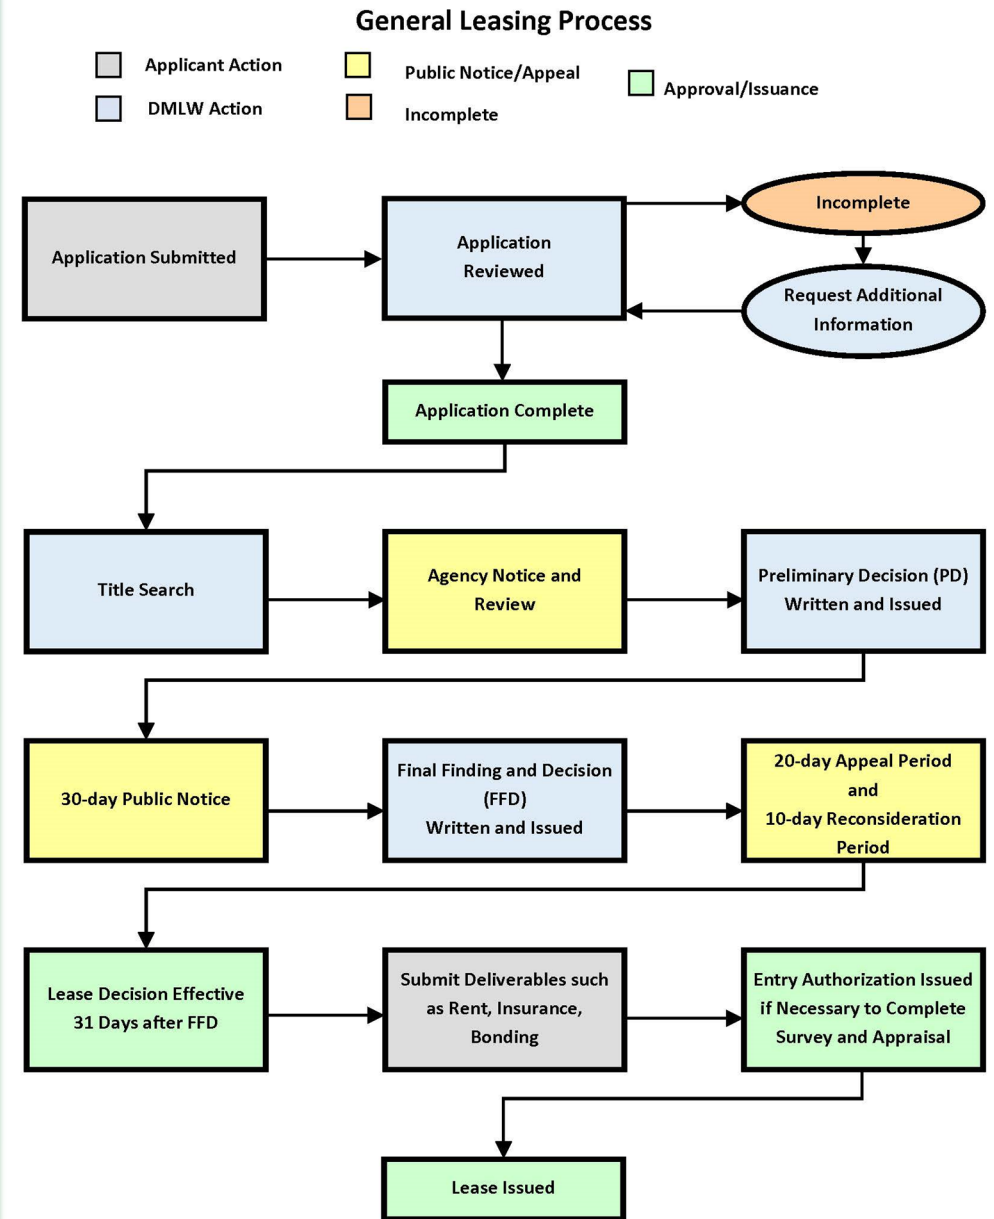 General Leasing Process
Applicant Action
Public Notice/Appeal
Approval/Issuance
DMLW Action
Incomplete
Application Submitted
Application
Reviewed
Incomplete
Request Additional
Information
Application Complete
Title Search
Agency Notice and
Review
Preliminary Decision (PD)
Written and Issued
30-day Public Notice
Final Finding and Decision
(FFD)
Written and Issued
20-day Appeal Period
and
10-day Reconsideration
Period
Lease Decision Effective
31 Days after FFD
Submit Deliverables such
as Rent, Insurance,
Bonding
Entry Authorization Issued
if Necessary to Complete
Survey and Appraisal
Lease Issued